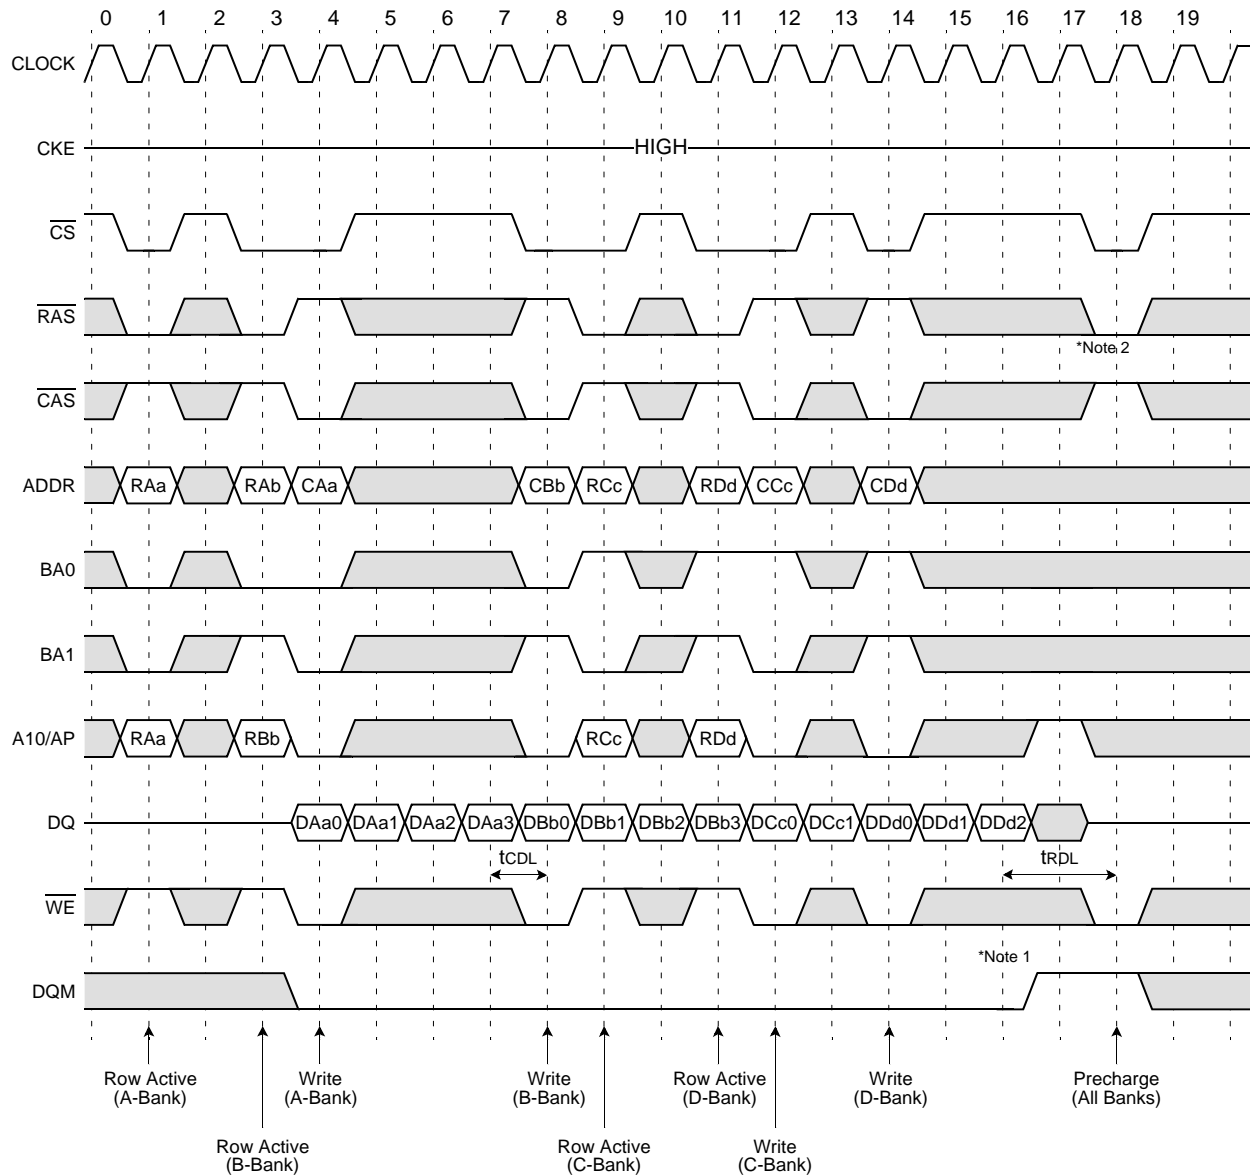 0 1 2 3 4 5 6 7 8 9 10 11 12 13 14 15 16 17 18 19
CLOCK
CKE HIGH
CS
RAS
*Note 2
CAS
ADDR RAa RAb CAa CBb RCc RDd CCc CDd
BA0
BA1
A10/AP RAa RBb RCc RDd
DQ DAa0 DAa1 DAa2 DAa3 DBb0 DBb1 DBb2 DBb3 DCc0 DCc1 DDd0 DDd1 DDd2
tCDL tRDL
WE
*Note 1
DQM
Row Active Write Write Row Active Write Precharge
(A-Bank) (A-Bank) (B-Bank) (D-Bank) (D-Bank) (All Banks)
Row Active Row Active Write
(B-Bank) (C-Bank) (C-Bank)